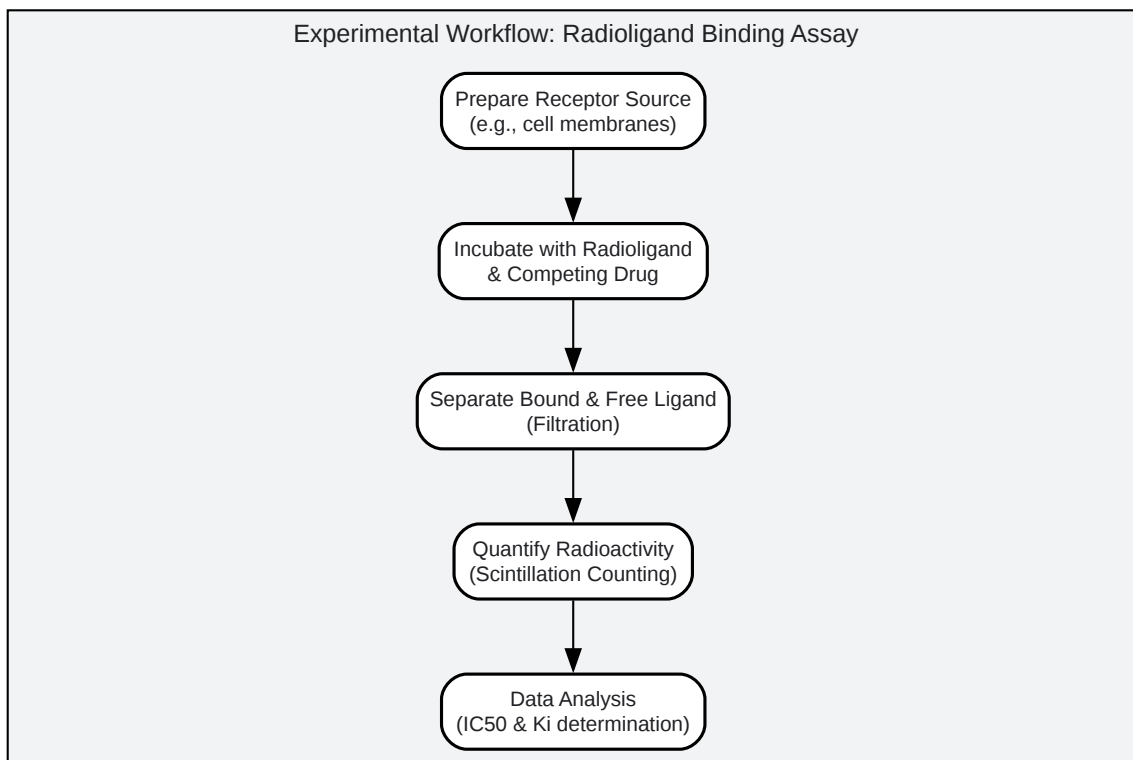 Experimental Workflow: Radioligand Binding Assay
Prepare Receptor Source
(e.g., cell membranes)
Incubate with Radioligand
& Competing Drug
Separate Bound & Free Ligand
(Filtration)
Quantify Radioactivity
(Scintillation Counting)
Data Analysis
(IC50 & Ki determination)